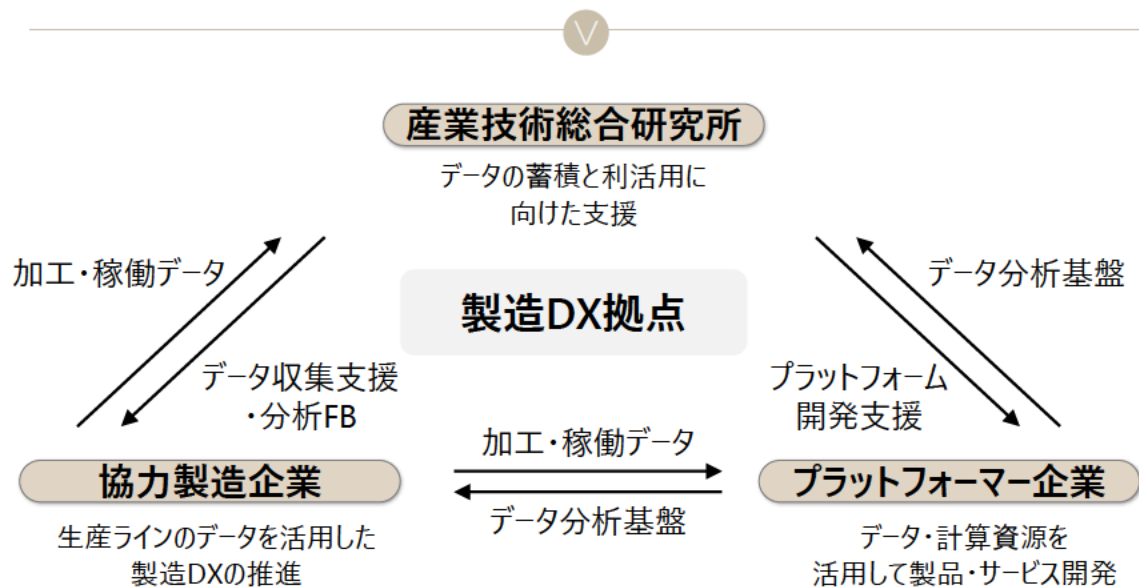 V
産業技術総合研究所
データの蓄積と利活用に
向けた支援
加工・稼働データ
データ分析基盤
製造DX拠点
データ収集支援
・分析FB
プラットフォーム
開発支援
加工・稼働データ
データ分析基盤
協力製造企業
プラットフォーマー企業
生産ラインのデータを活用した
製造DXの推進
データ・計算資源を
活用して製品・サービス開発